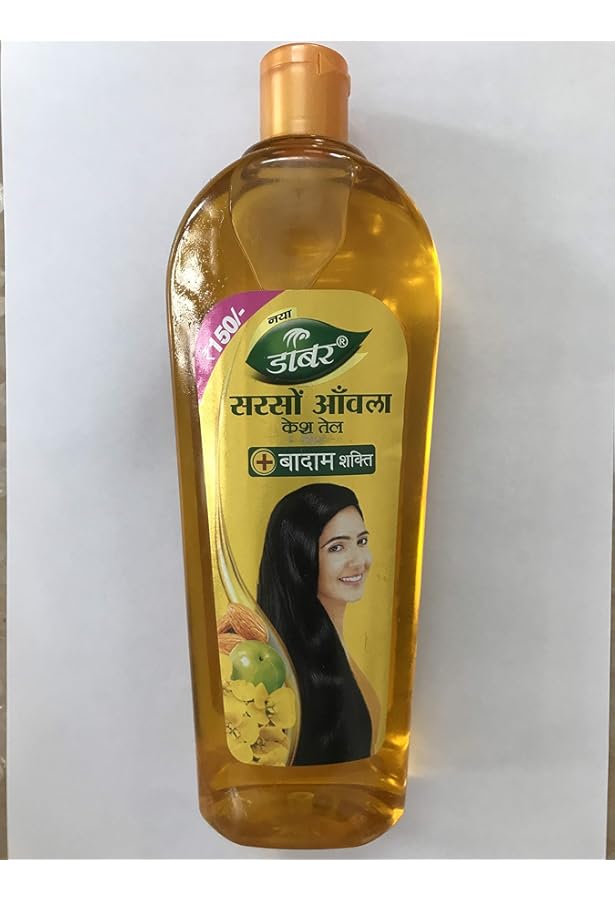 ₹150/-
नया
डाबर®
सरसों आँवला
केश तेल
+ बादाम शक्ति